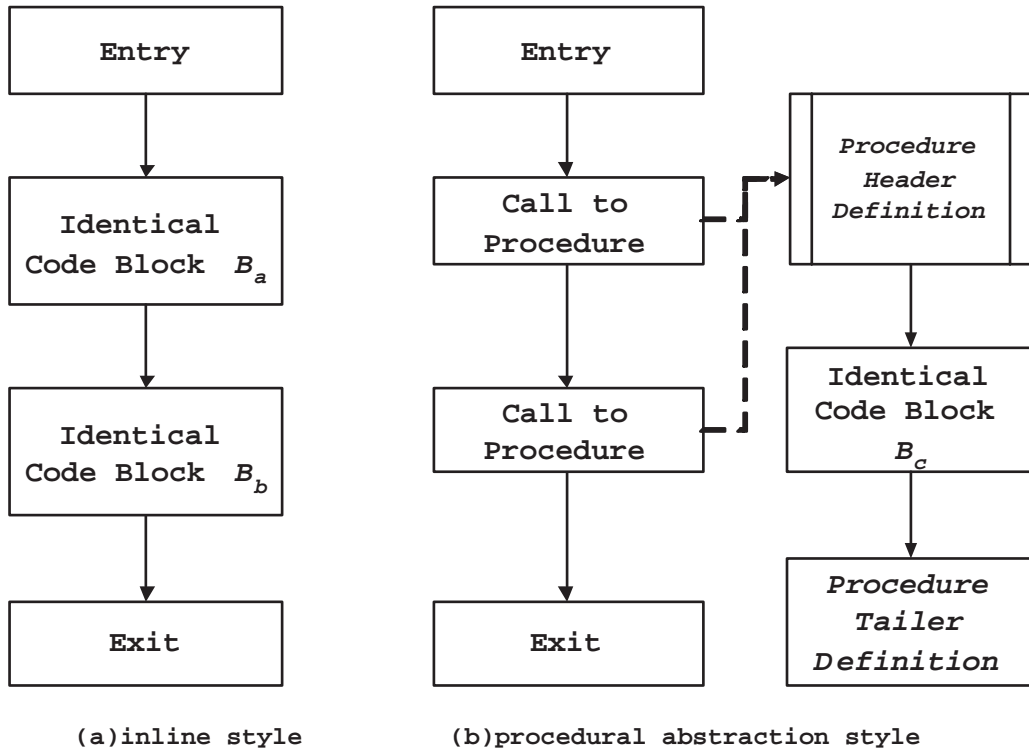 Entry
Identical
Code Block B_a
Identical
Code Block B_b
Exit
(a)inline style
Entry
Call to
Procedure
Call to
Procedure
Exit
Procedure
Header
Definition
Identical
Code Block
B_c
Procedure
Tailer
Definition
(b)procedural abstraction style